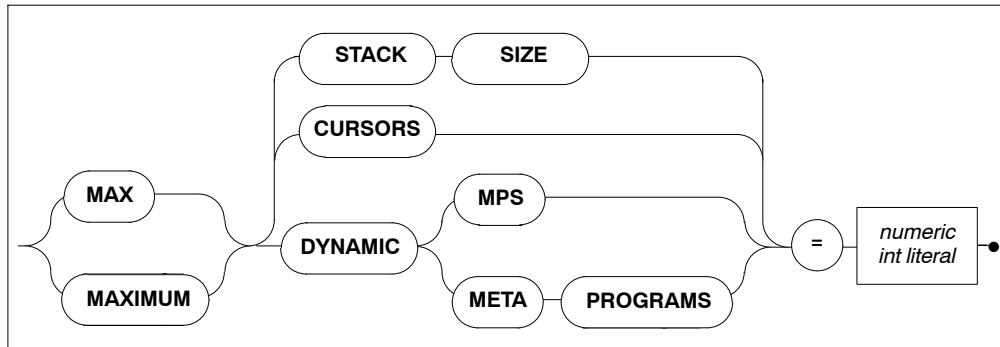 STACK SIZE
CURSORS
MAX
MPS
DYNAMIC
=
numeric
int literal
MAXIMUM
META PROGRAMS